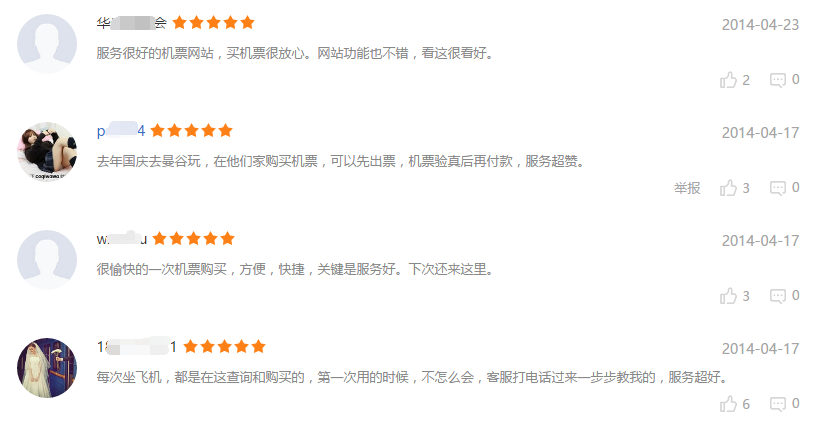 华 会
2014-04-23
服务很好的机票网站，买机票很放心。网站功能也不错，看这很看好。
2 0
p 4
2014-04-17
去年国庆去曼谷玩，在他们家购买机票，可以先出票，机票验真后再付款，服务超赞。
举报 3 0
w u
2014-04-17
很愉快的一次机票购买，方便，快捷，关键是服务好。下次还来这里。
3 0
18 1
2014-04-17
每次坐飞机，都是在这查询和购买的，第一次用的时候，不怎么会，客服打电话过来一步步教我的，服务超好。
6 0